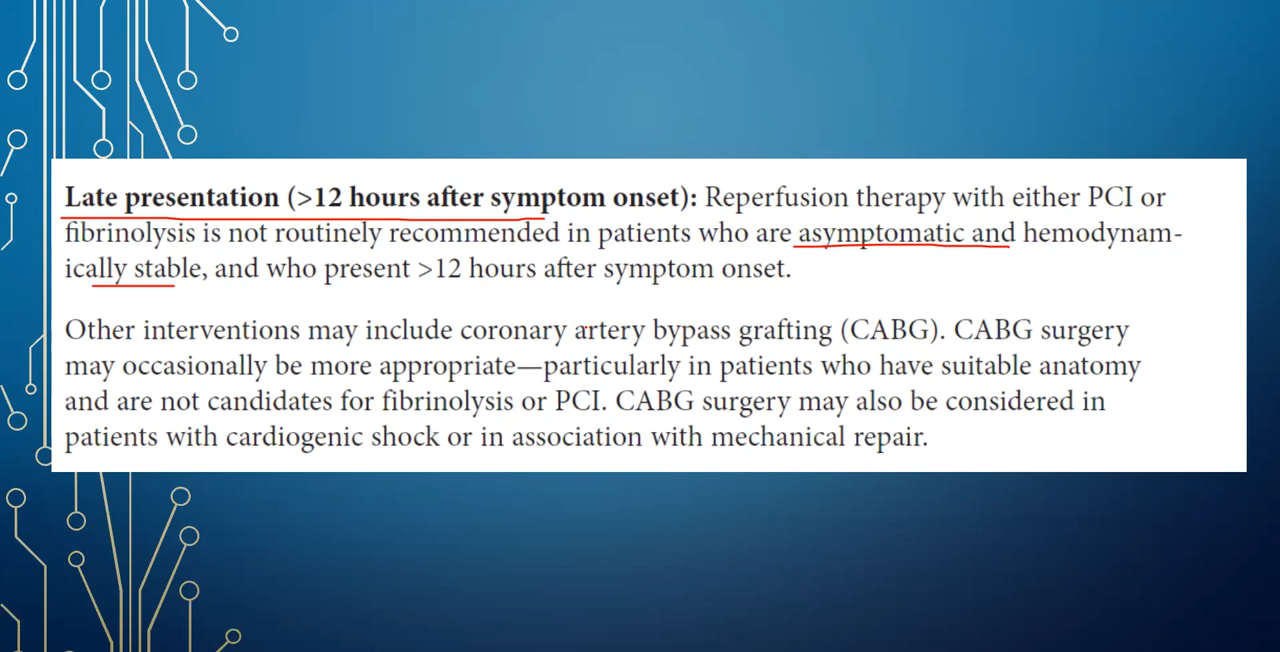 Late presentation (>12 hours after symptom onset): Reperfusion therapy with either PCI or
fibrinolysis is not routinely recommended in patients who are asymptomatic and hemodynam-
ically stable, and who present >12 hours after symptom onset.
Other interventions may include coronary artery bypass grafting (CABG). CABG surgery
may occasionally be more appropriate—particularly in patients who have suitable anatomy
and are not candidates for fibrinolysis or PCI. CABG surgery may also be considered in
patients with cardiogenic shock or in association with mechanical repair.